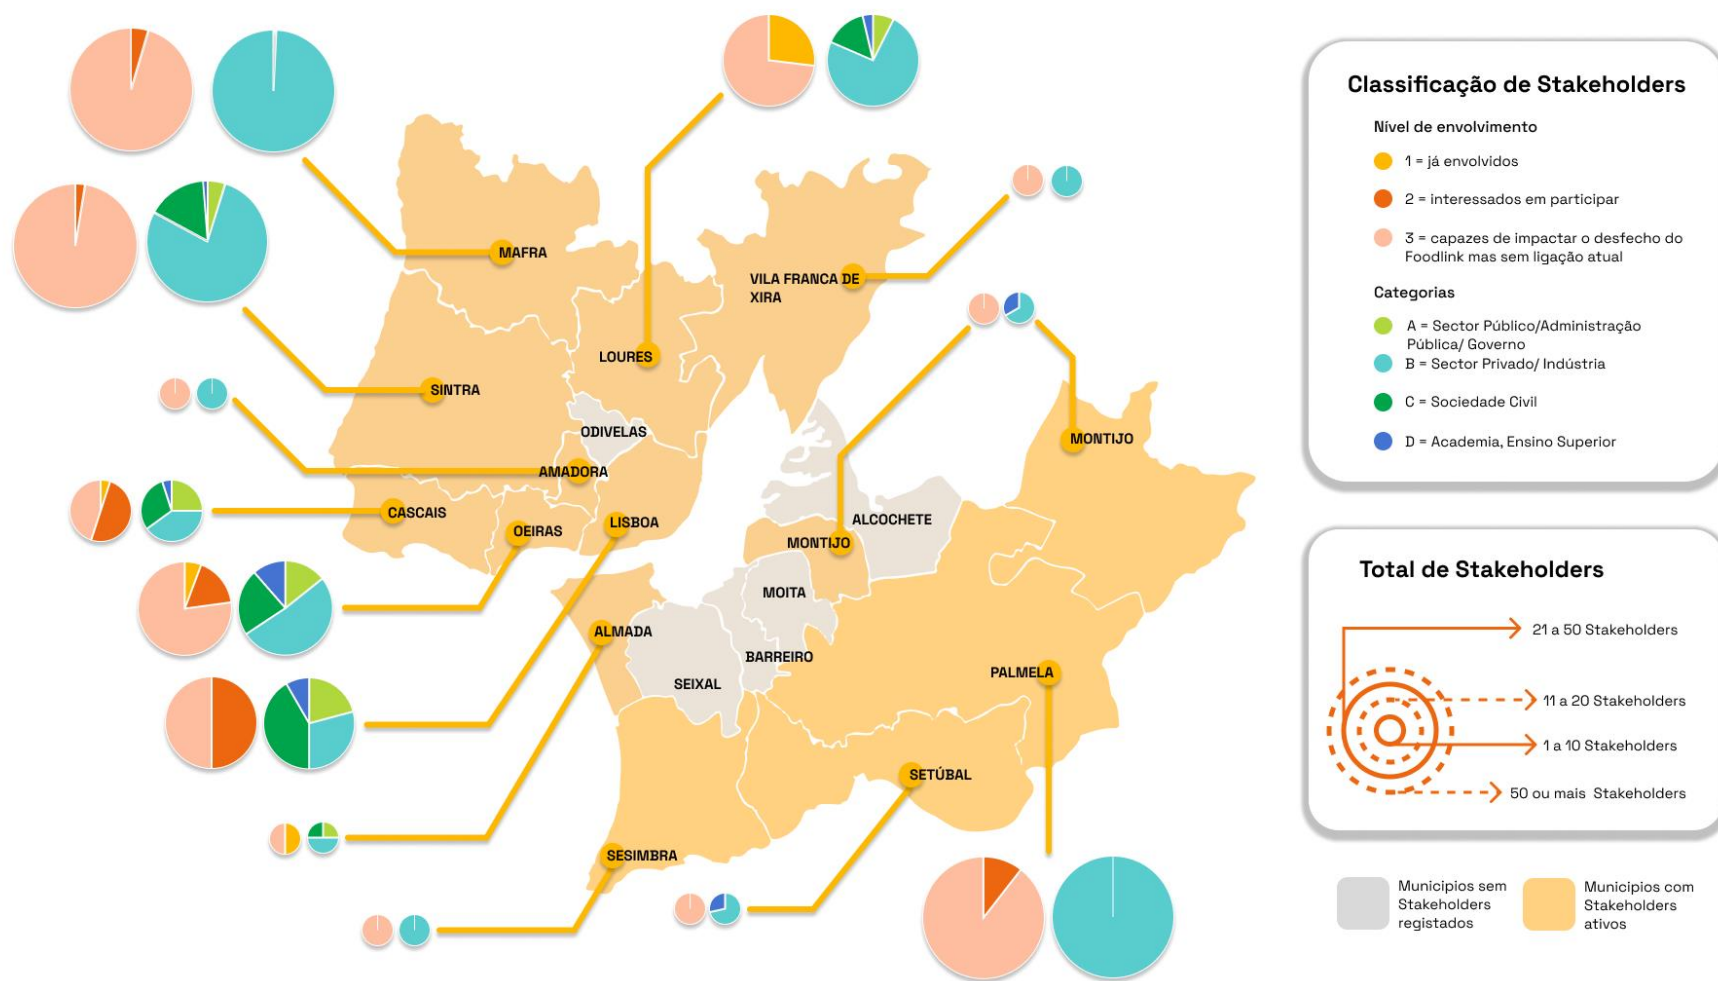 MAFRA
VILA FRANCA DE
XIRA
LOURES
SINTRA
ODIVELAS
MONTIJO
AMADORA
CASCAIS
LISBOA
ALCOCHETE
OEIRAS
MONTIJO
MOITA
ALMADA
BARREIRO
PALMELA
SEIXAL
SETÚBAL
SESIMBRA
Classificação de Stakeholders
Nível de envolvimento
1 = já envolvidos
2 = interessados em participar
3 = capazes de impactar o desfecho do
Foodlink mas sem ligação atual
Categorias
A = Sector Público/Administração
Pública/ Governo
B = Sector Privado/ Indústria
C = Sociedade Civil
D = Academia, Ensino Superior
Total de Stakeholders
21 a 50 Stakeholders
11 a 20 Stakeholders
1 a 10 Stakeholders
50 ou mais Stakeholders
Municipios sem
Stakeholders
registados
Municipios com
Stakeholders
ativos